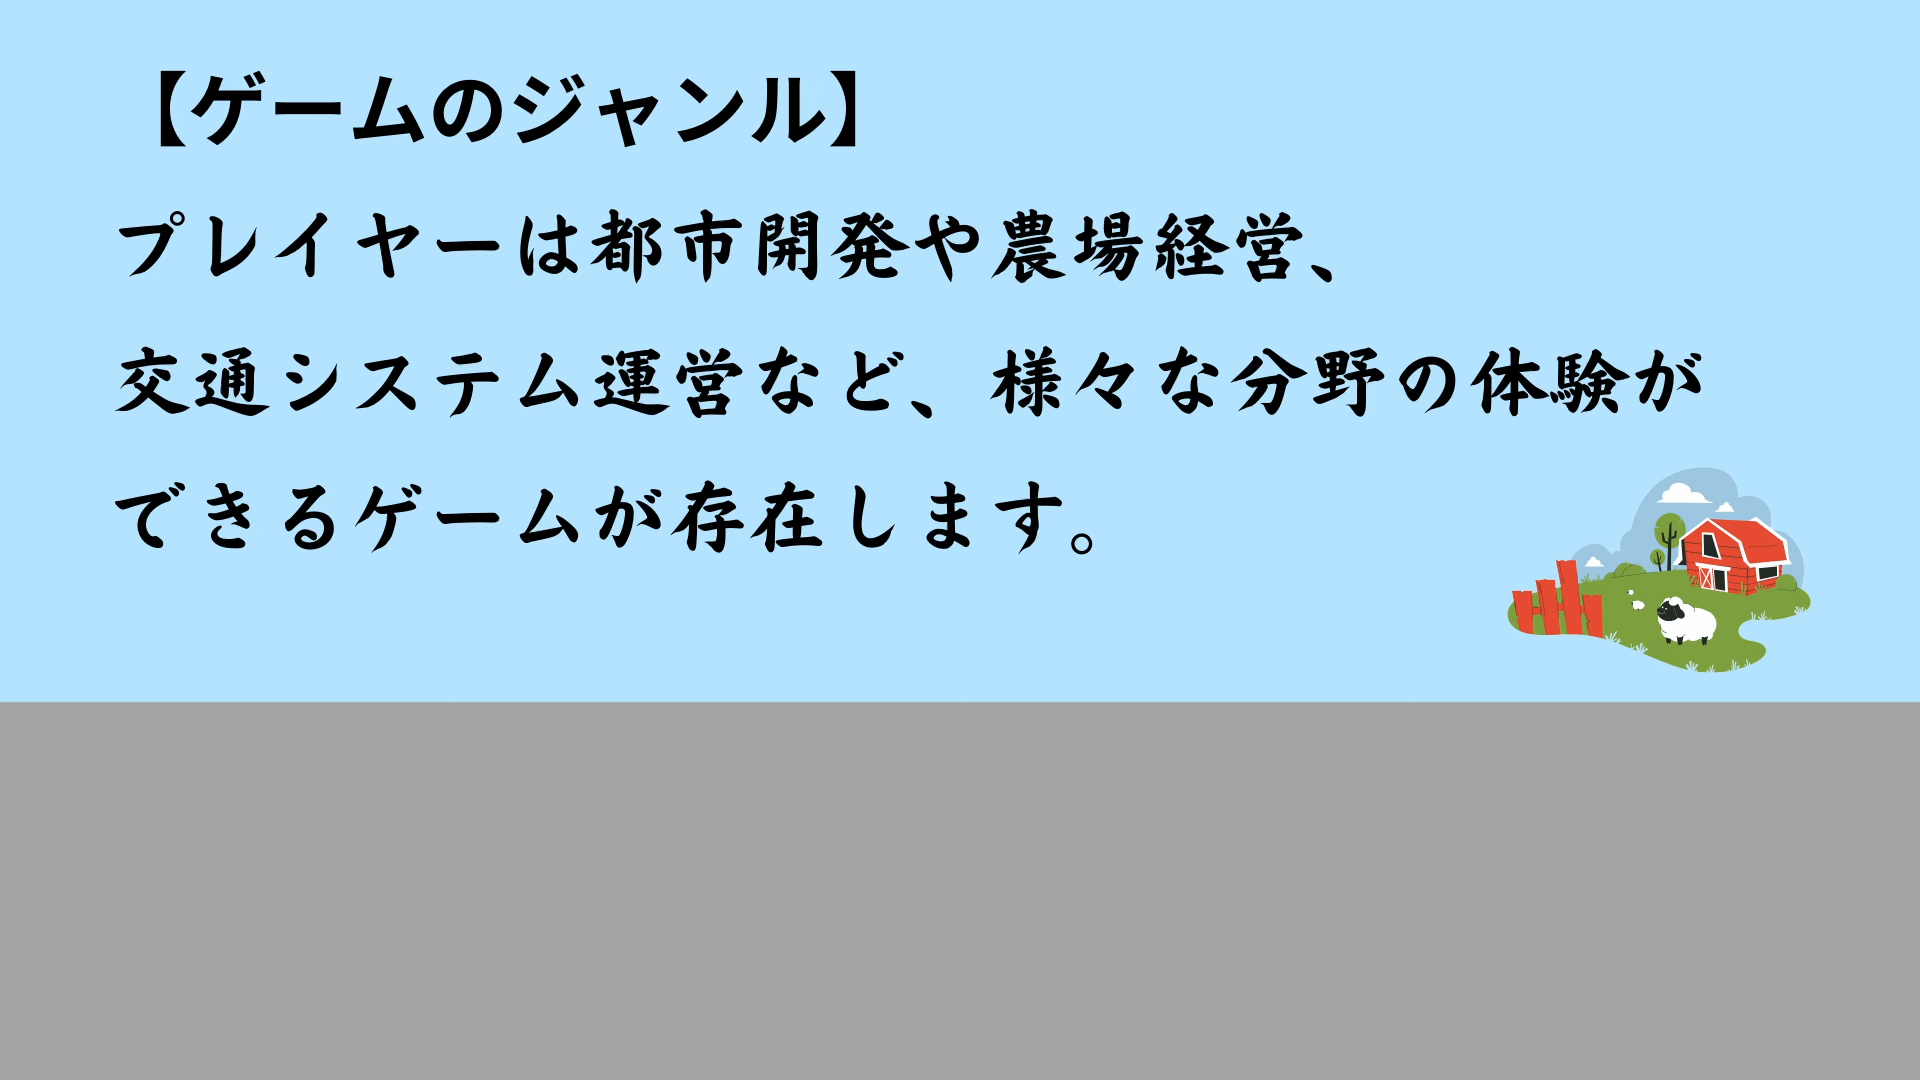 【ゲームのジャンル】
プレイヤーは都市開発や農場経営、
交通システム運営など、様々な分野の体験が
できるゲームが存在します。